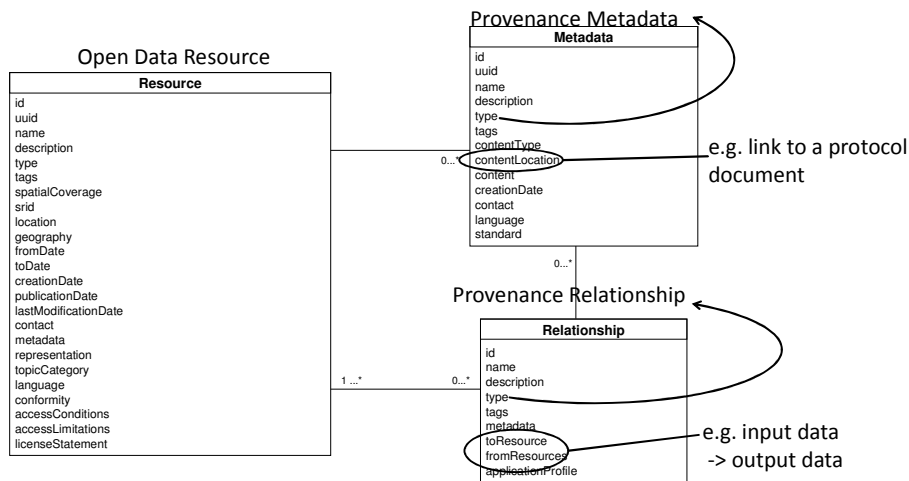 Open Data Resource
Resource
id
uuid
name
description
type
tags
spatialCoverage
srid
location
geography
fromDate
toDate
creationDate
publicationDate
lastModificationDate
contact
metadata
representation
topicCategory
language
conformity
accessConditions
accessLimitations
licenseStatement
Provenance Metadata
Metadata
id
uuid
name
description
type
tags
contentType
contentLocation
content
creationDate
contact
language
standard
0...*
e.g. link to a protocol
document
0...*
Provenance Relationship
Relationship
id
name
description
type
tags
metadata
toResource
fromResources
applicationProfile
1 ...*
0...*
e.g. input data
-> output data